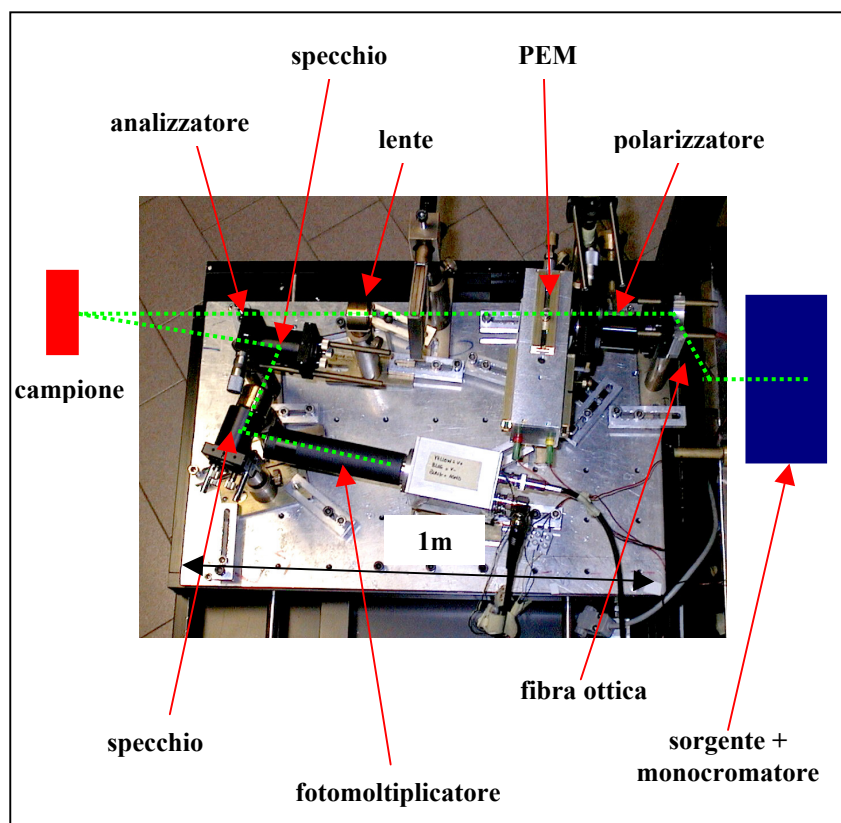 specchio
PEM
analizzatore
lente
polarizzatore
campione
1m
fibra ottica
specchio
sorgente +
monocromatore
fotomoltiplicatore